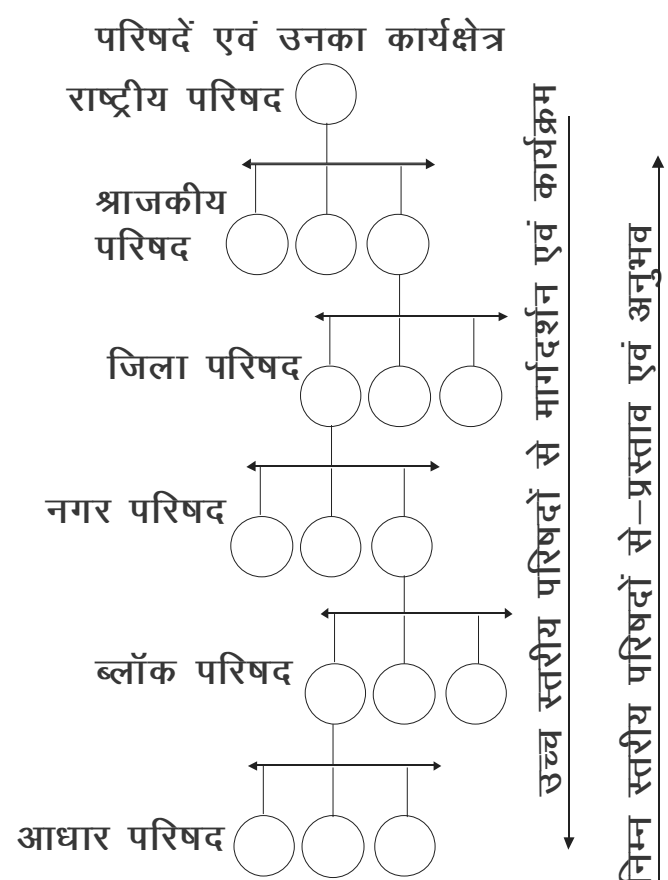 परिषदें एवं उनका कार्यक्षेत्र
राष्ट्रीय परिषद
श्राजकीय
परिषद
जिला परिषद
नगर परिषद
ब्लॉक परिषद
आधार परिषद
उच्च स्तरीय परिषदों से मार्गदर्शन एवं कार्यक्रम
निम्न स्तरीय परिषदों से–प्रस्ताव एवं अनुभव